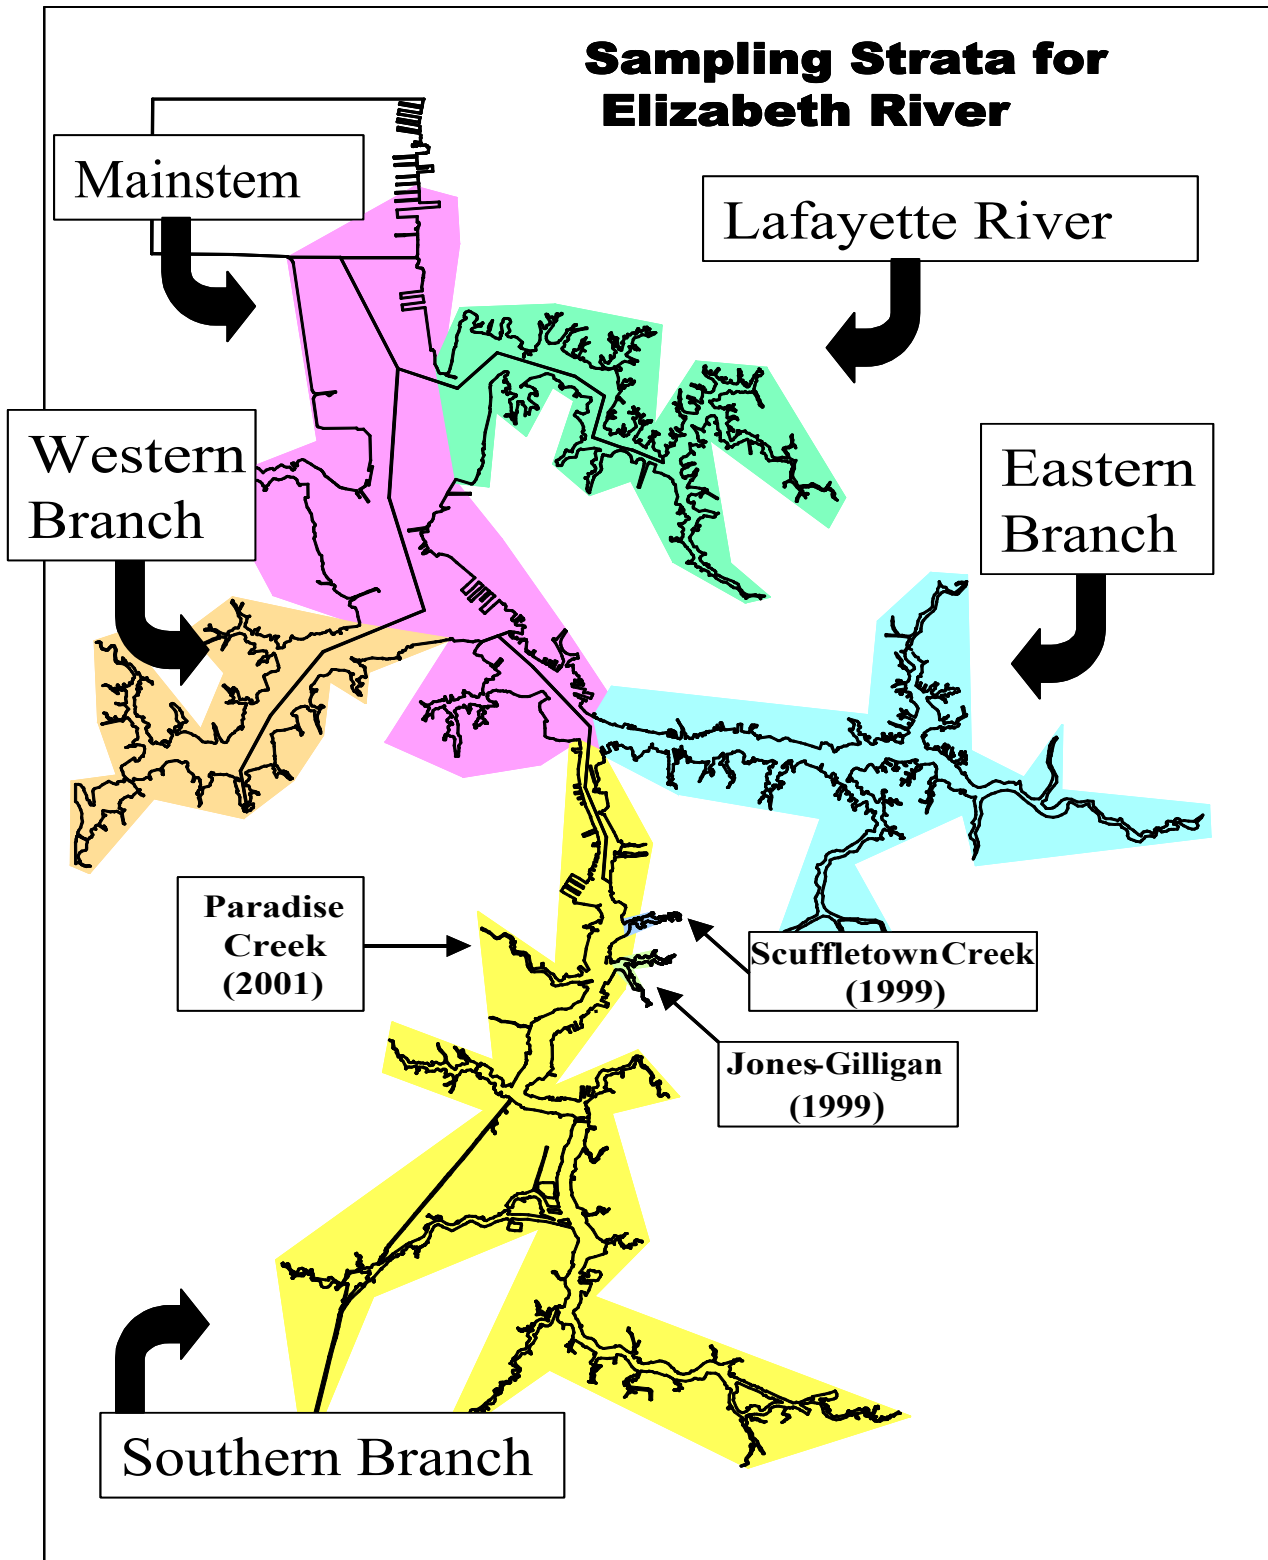 Sampling Strata for
Elizabeth River
Mainstem
Lafayette River
Western
Branch
Eastern
Branch
Paradise
Creek
(2001)
Scuffletown Creek
(1999)
Jones-Gilligan
(1999)
Southern Branch